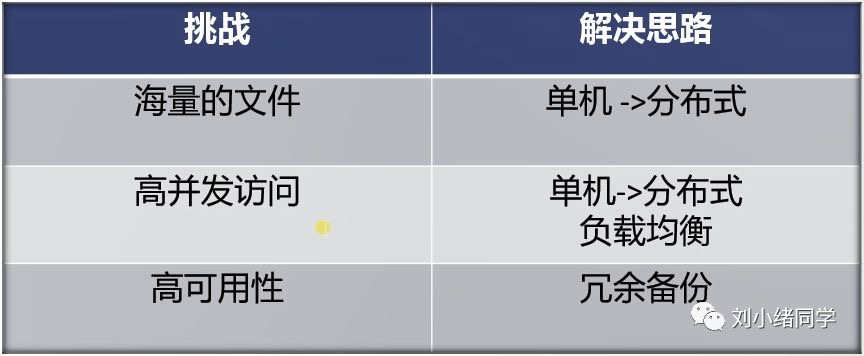 挑战 解决思路
海量的文件 单机 ->分布式
高并发访问 单机->分布式
负载均衡
高可用性 冗余备份
刘小绪同学